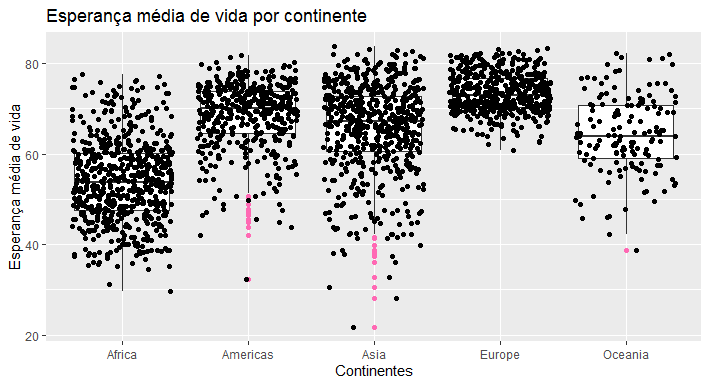 Esperança média de vida por continente
Esperança média de vida
80
60
40
20
Africa
Americas
Asia
Europe
Oceania
Continentes